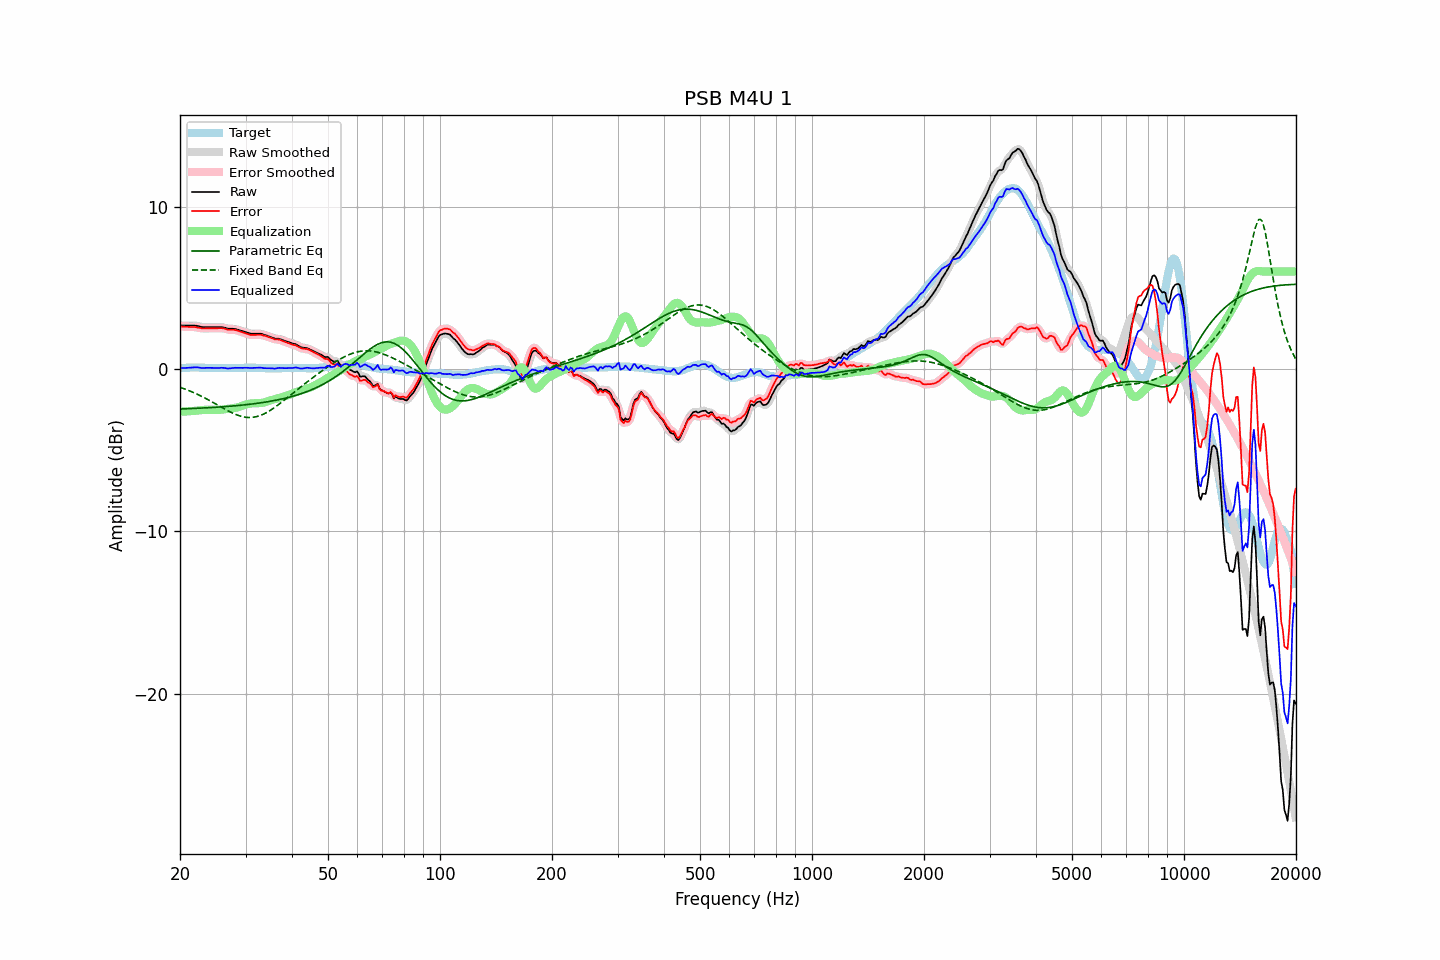 PSB M4U 1
Target
Raw Smoothed
Error Smoothed
Raw
Error
Equalization
Parametric Eq
Fixed Band Eq
Equalized
10
0
−10
−20
Amplitude (dBr)
20 50 100 200 500 1000 2000 5000 10000 20000
Frequency (Hz)